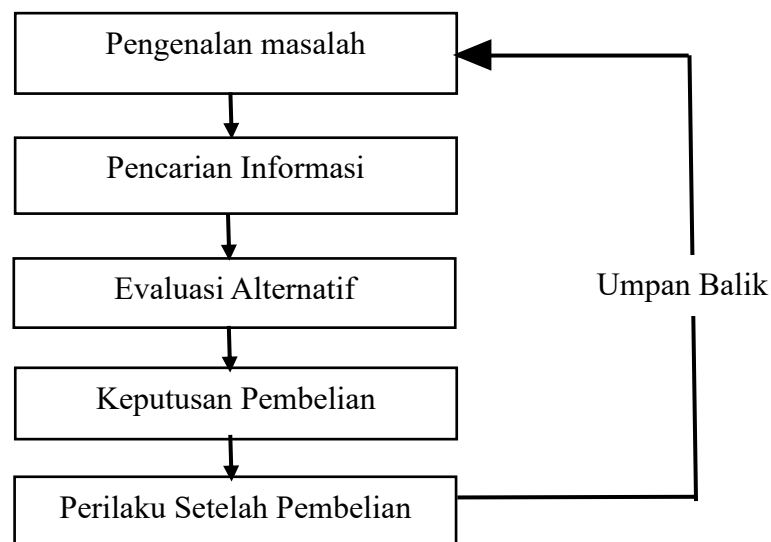 Pengenalan masalah
Pencarian Informasi
Evaluasi Alternatif
Umpan Balik
Keputusan Pembelian
Perilaku Setelah Pembelian